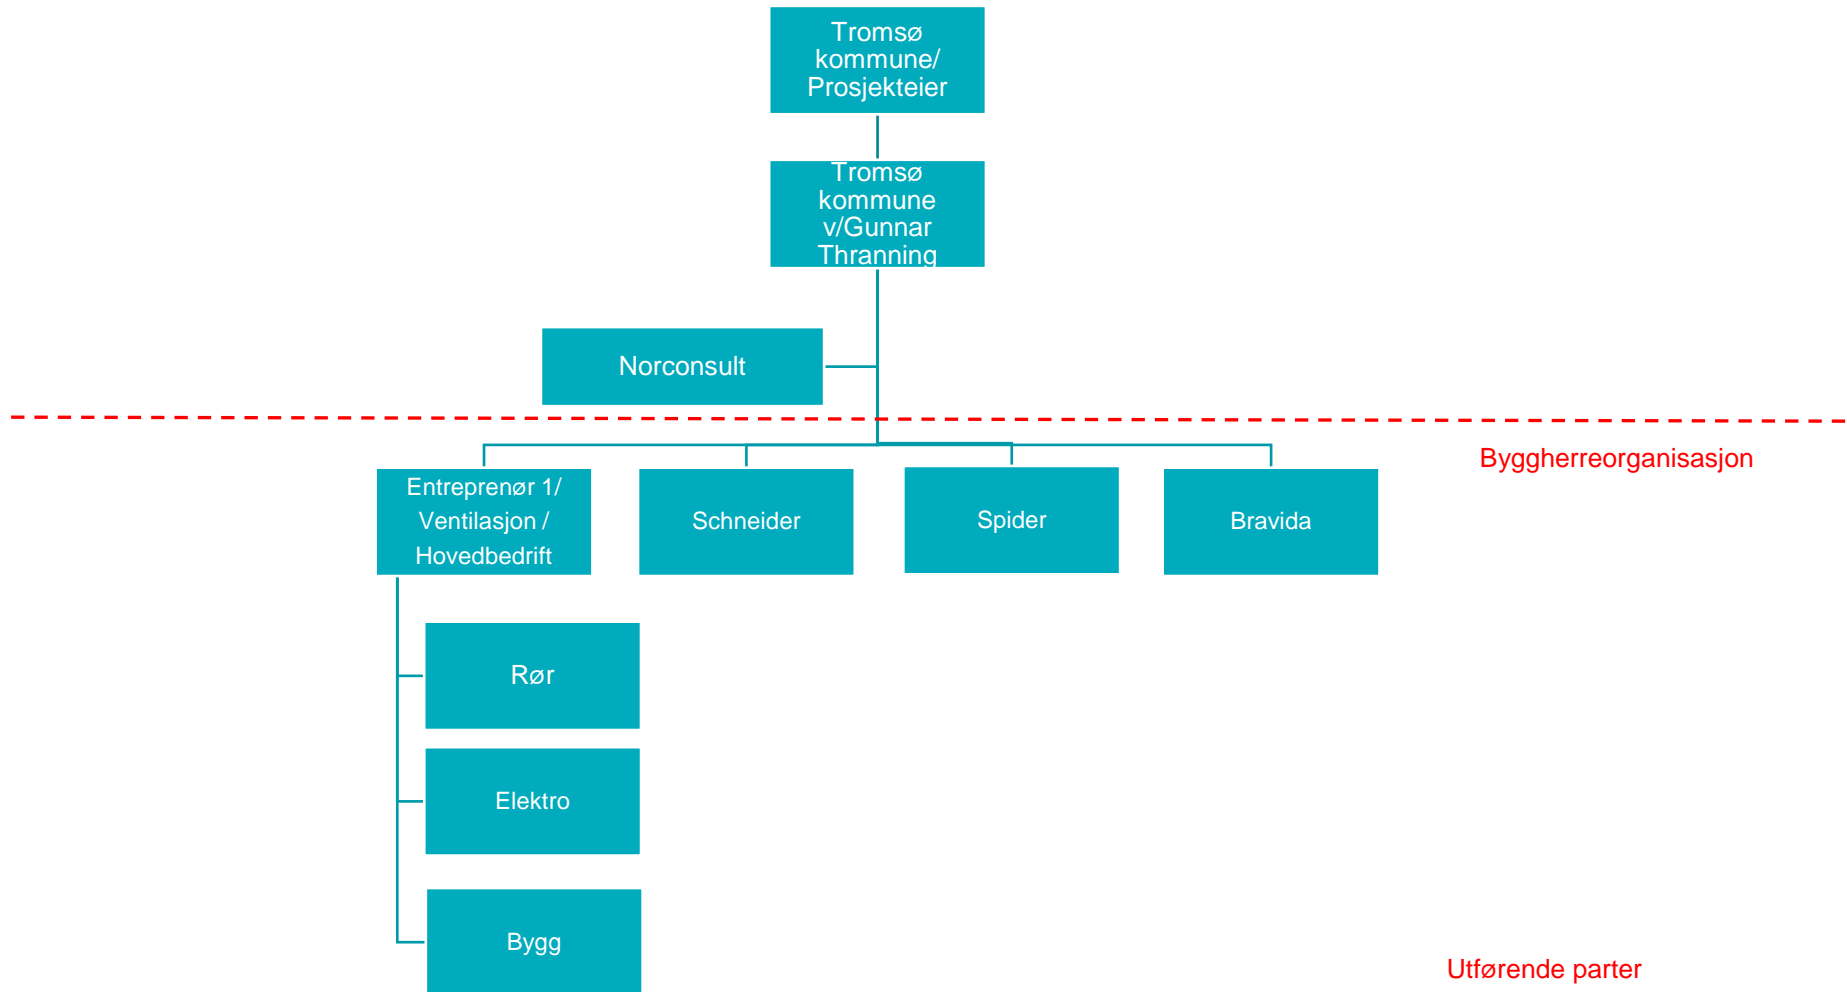 Tromsø
kommune/
Prosjekteier
Tromsø
kommune
v/Gunnar
Thranning
Norconsult
Byggherreorganisasjon
Entreprenør 1/
Ventilasjon /
Hovedbedrift
Schneider
Spider
Bravida
Rør
Elektro
Bygg
Utførende parter